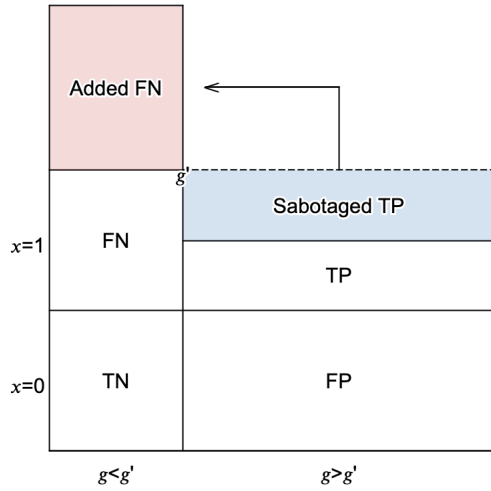 Added FN
g'
Sabotaged TP
x=1
FN
TP
x=0
TN
FP
g<g'
g>g'